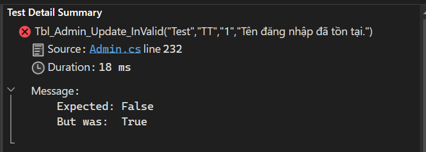 Test Detail Summary
Tbl_Admin_Update_InValid("Test","TT","1","Tên đăng nhập đã tồn tại.")
Source: Admin.cs line 232
Duration: 18 ms
Message:
Expected: False
But was: True